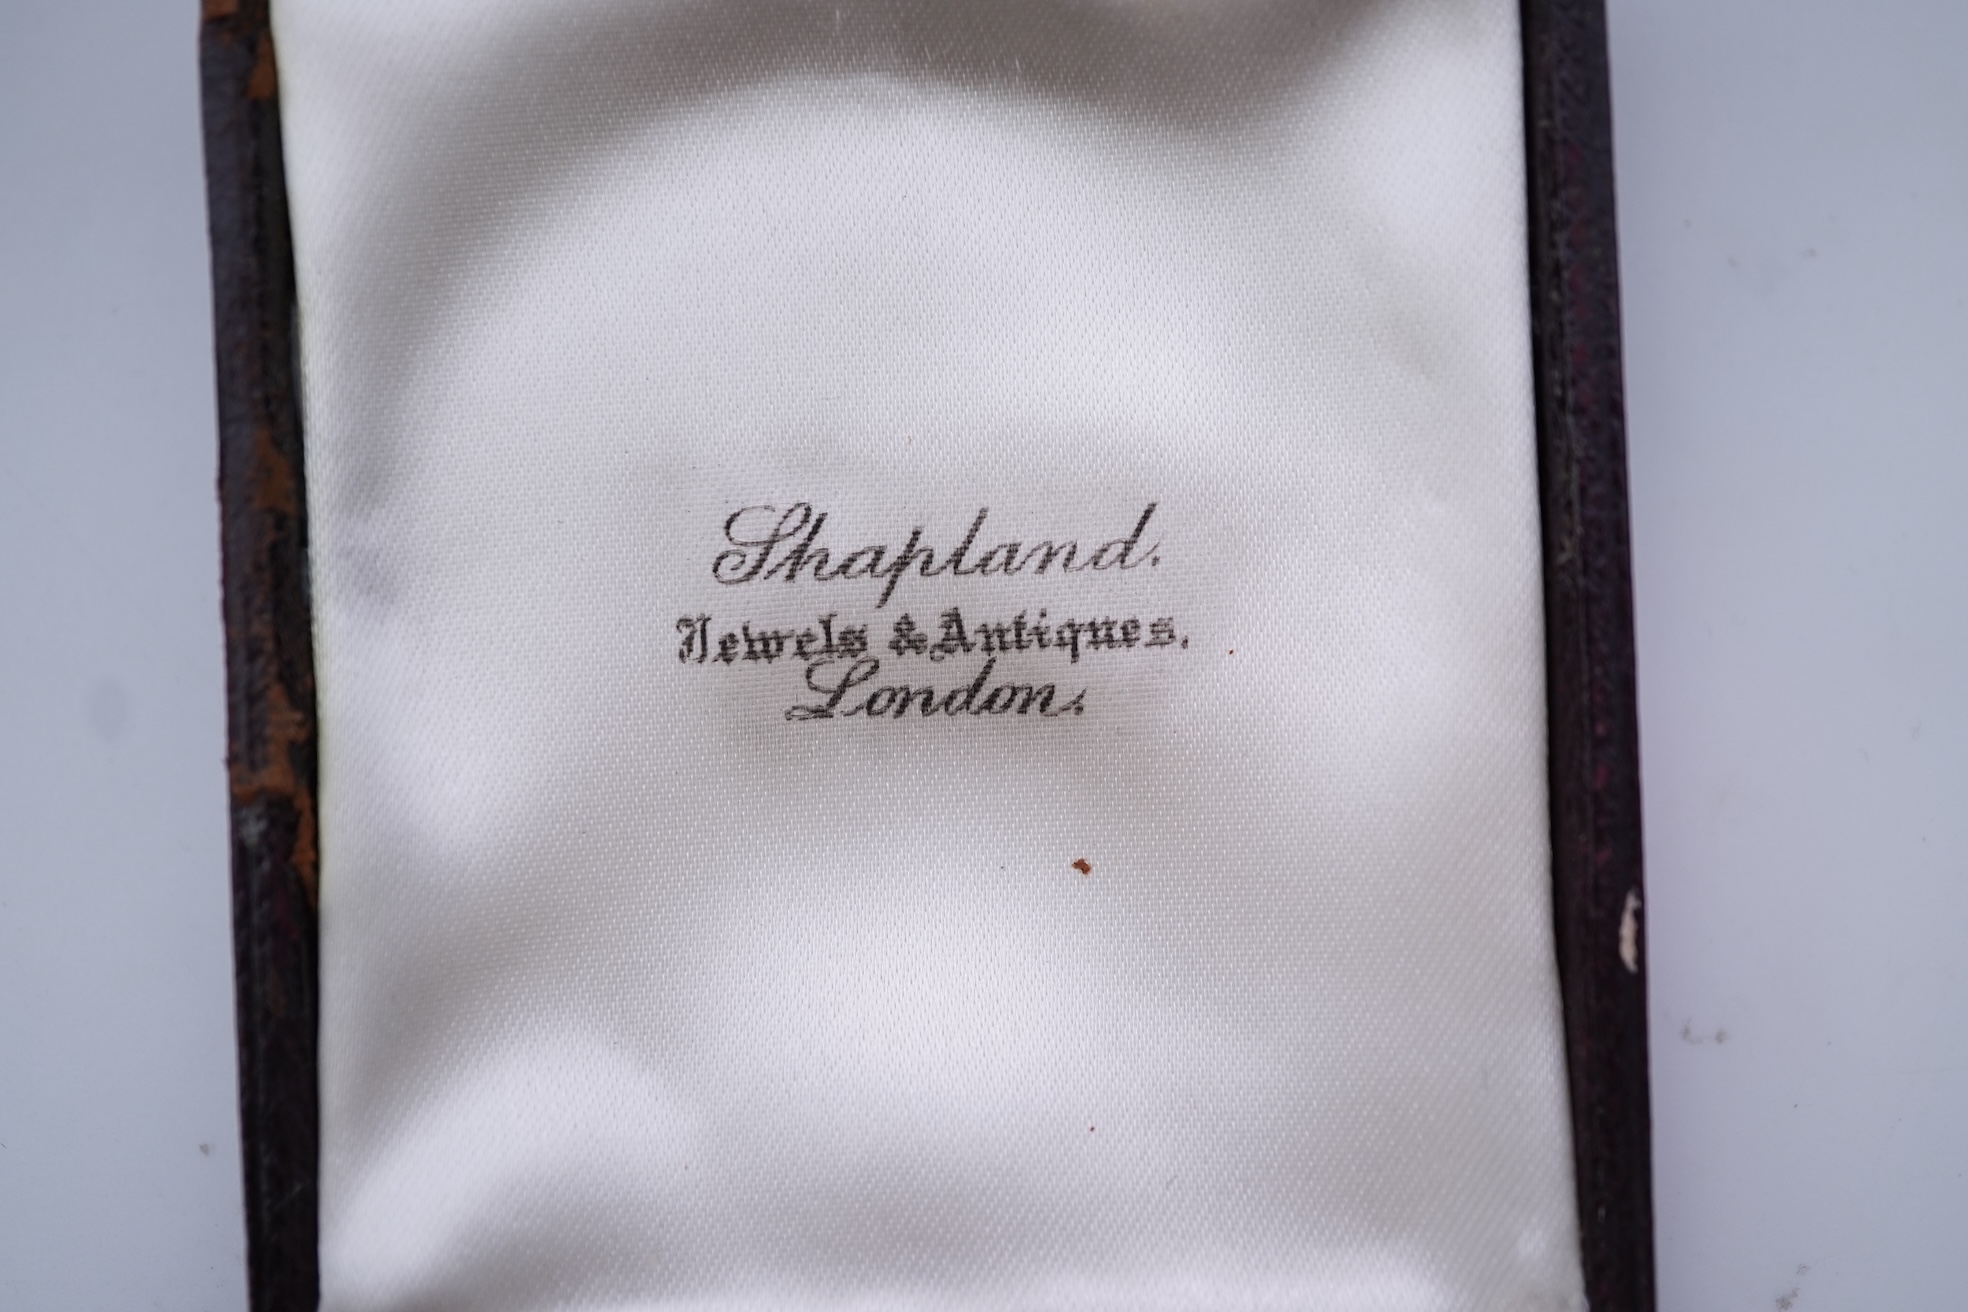 Shapland.
Jewels & Antiques.
London.